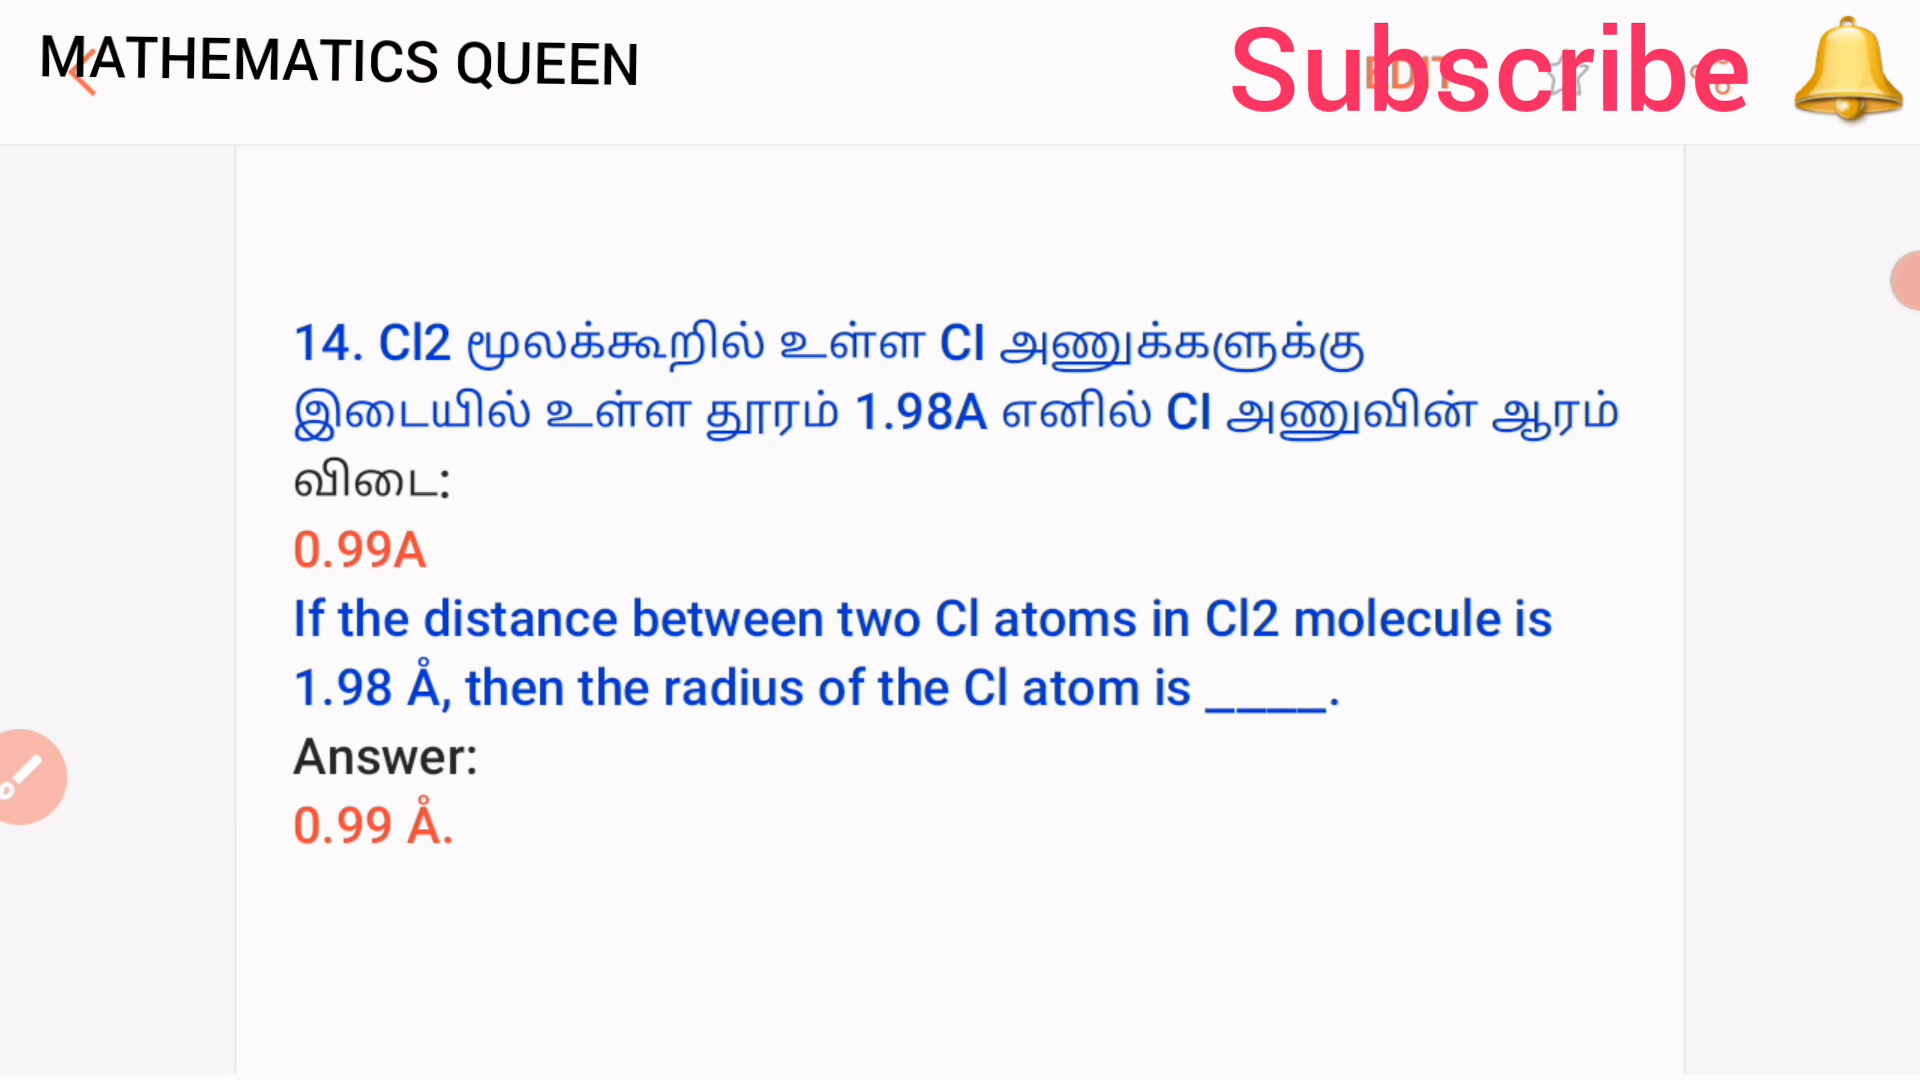 MATHEMATICS QUEEN
EDIT
Subscribe
14. Cl2 மூலக்கூறில் உள்ள Cl அணுக்களுக்கு
இடையில் உள்ள தூரம் 1.98A எனில் Cl அணுவின் ஆரம்
விடை:
0.99A
If the distance between two Cl atoms in Cl2 molecule is
1.98 Å, then the radius of the Cl atom is ____.
Answer:
0.99 Å.